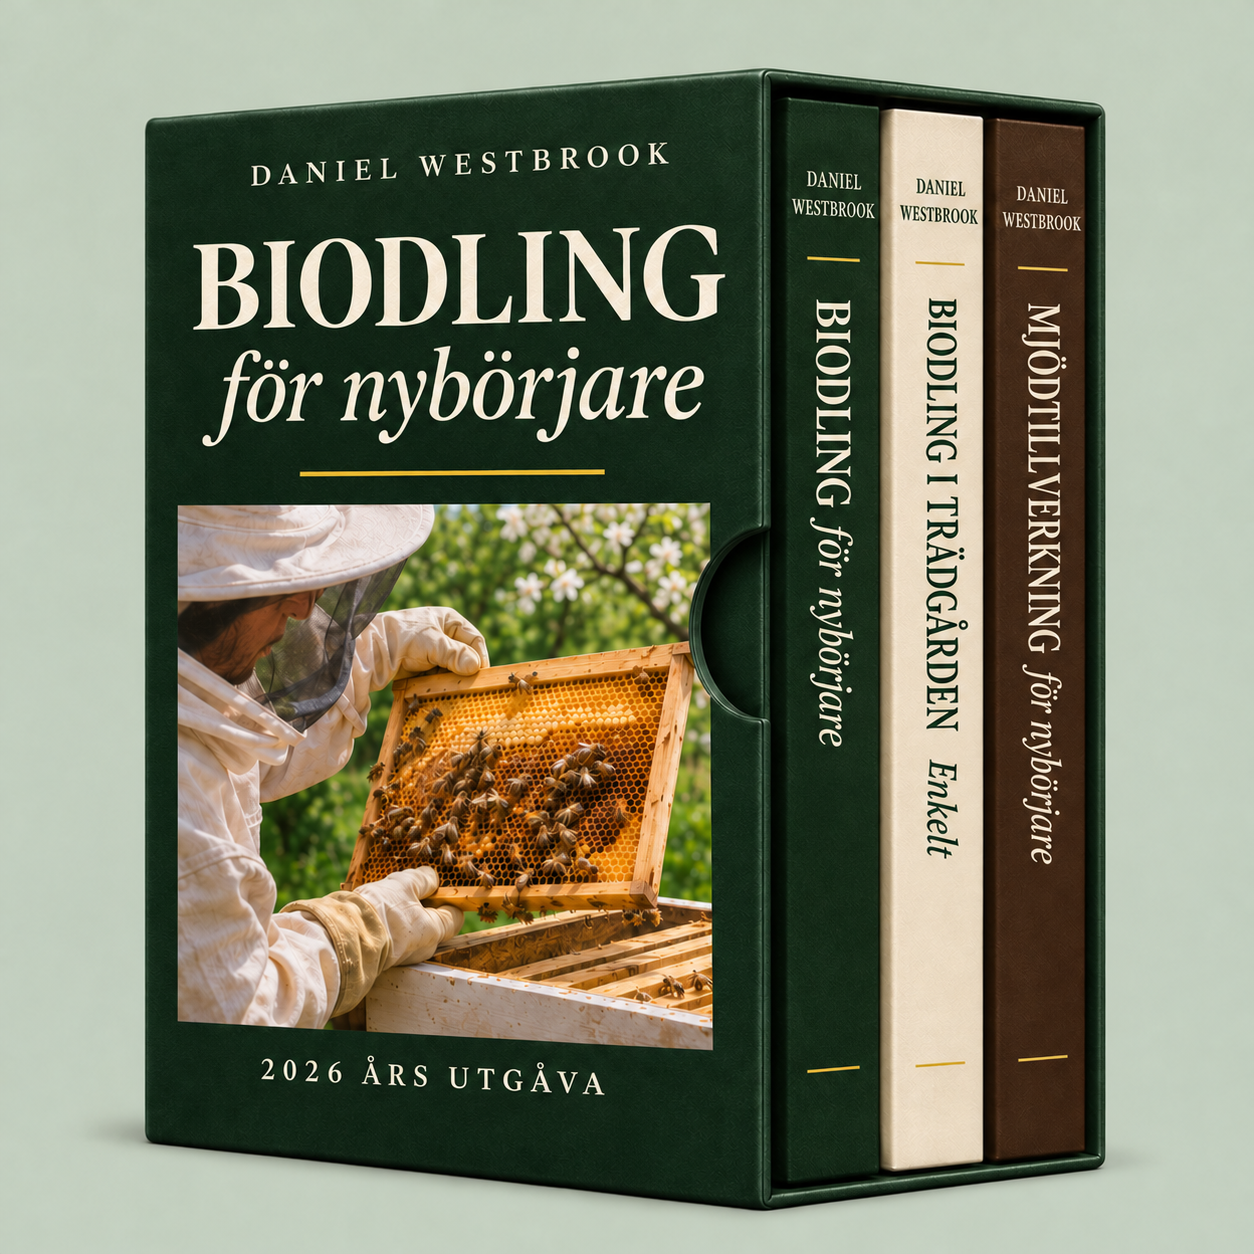 DANIEL WESTBROOK
BIODLING
för nybörjare
2026 ÅRS UTGÅVA
DANIEL
WESTBROOK
BIODLING för nybörjare
DANIEL
WESTBROOK
BIODLING I TRÄDGÅRDEN Enkelt
DANIEL
WESTBROOK
MJÖDTILLVERKNING för nybörjare